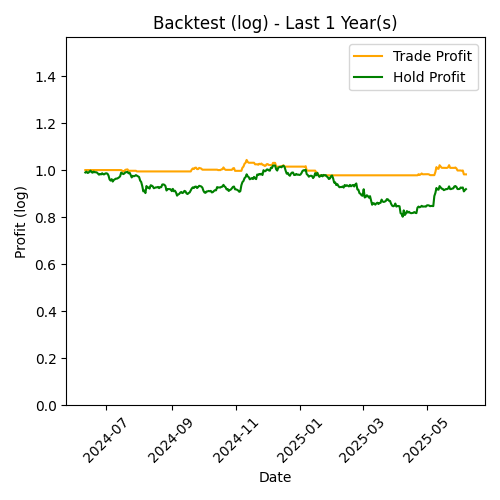 Backtest (log) - Last 1 Year(s)
Trade Profit
Hold Profit
Profit (log)
1.4
1.2
1.0
0.8
0.6
0.4
0.2
0.0
2024-07
2024-09
2024-11
2025-01
2025-03
2025-05
Date